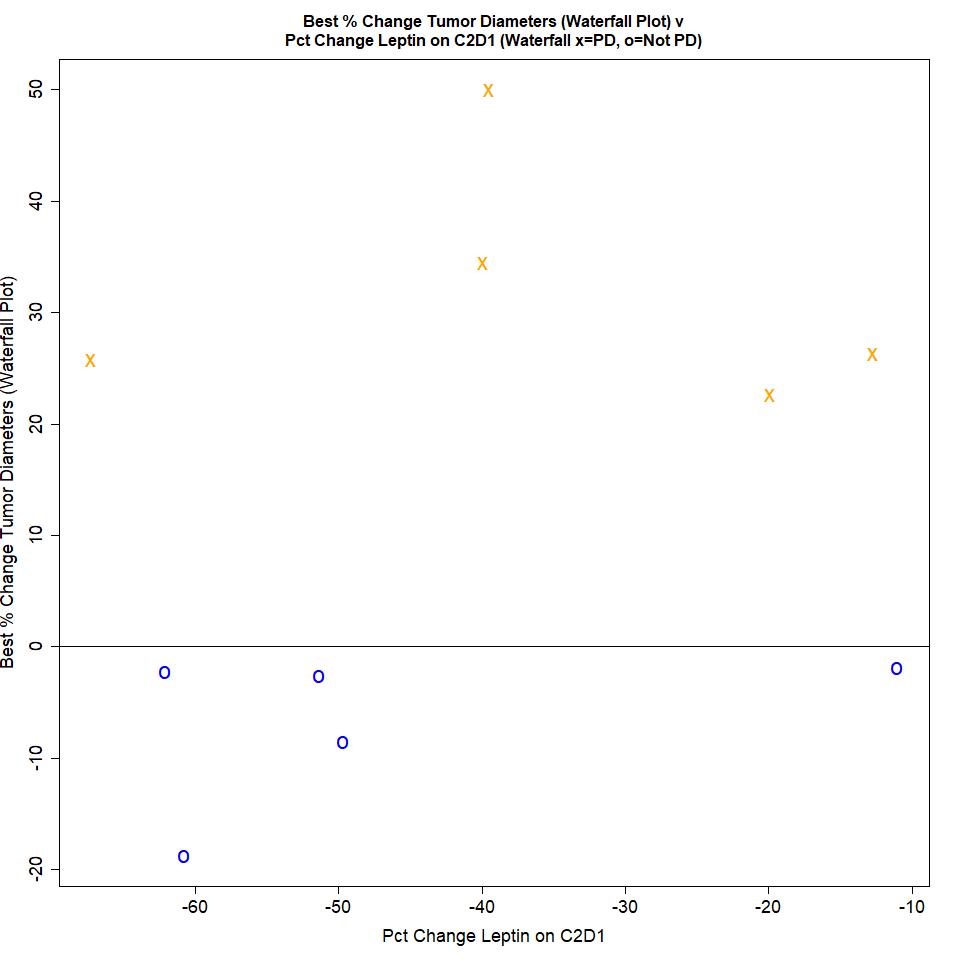 Best % Change Tumor Diameters (Waterfall Plot) v
Pct Change Leptin on C2D1 (Waterfall x=PD, o=Not PD)
Best % Change Tumor Diameters (Waterfall Plot)
50
40
30
20
10
0
-10
-20
X
X
X
X
X
O
O
O
O
O
-60
-50
-40
-30
-20
-10
Pct Change Leptin on C2D1